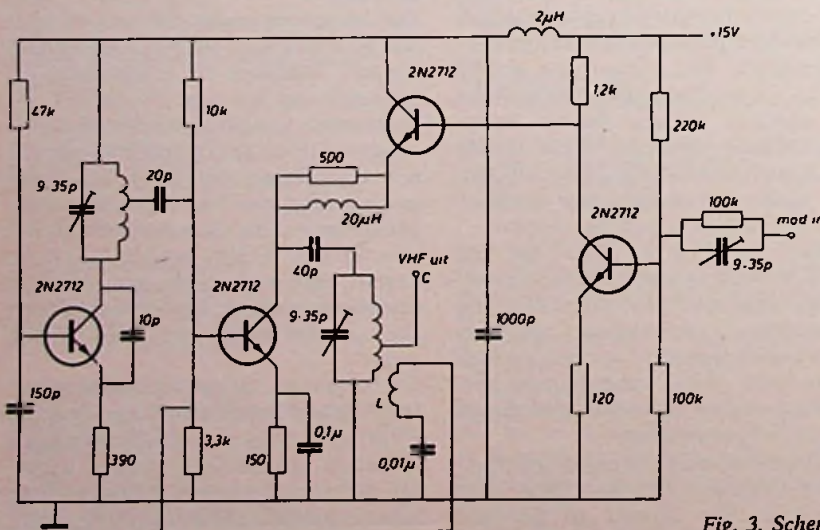 2µH
+15V
2N2712
47k
10k
1,2k
220k
500
20p
9-35p
20µH
100k
mod in
2N2712
9-35p
40p
VHF uit
C
2N2712
10p
2N2712
9-35p
1000p
150p
L
390
3,3k
150
0,1µ
0,01µ
120
100k
Fig. 3. Schem